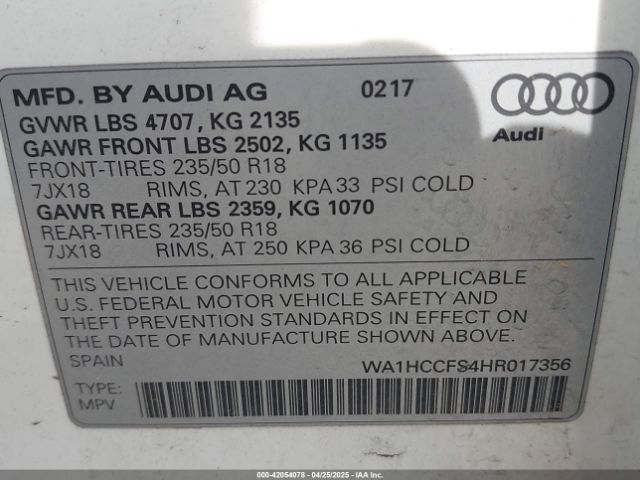 MFD. BY AUDI AG 0217
GVWR LBS 4707, KG 2135
Audi
GAWR FRONT LBS 2502, KG 1135
FRONT-TIRES 235/50 R18
7JX18 RIMS, AT 230 KPA 33 PSI COLD
GAWR REAR LBS 2359, KG 1070
REAR-TIRES 235/50 R18
7JX18 RIMS, AT 250 KPA 36 PSI COLD
THIS VEHICLE CONFORMS TO ALL APPLICABLE
U.S. FEDERAL MOTOR VEHICLE SAFETY AND
THEFT PREVENTION STANDARDS IN EFFECT ON
THE DATE OF MANUFACTURE SHOWN ABOVE.
SPAIN WA1HCCFS4HR017356
TYPE:
MPV
000-42054078 - 04/25/2025 - IAA, Inc.